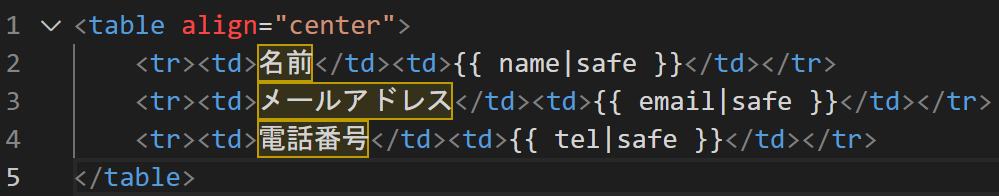 1 <table align="center">
2 <tr><td>名前</td><td>{{ name|safe }}</td></tr>
3 <tr><td>メールアドレス</td><td>{{ email|safe }}</td></tr>
4 <tr><td>電話番号</td><td>{{ tel|safe }}</td></tr>
5 </table>